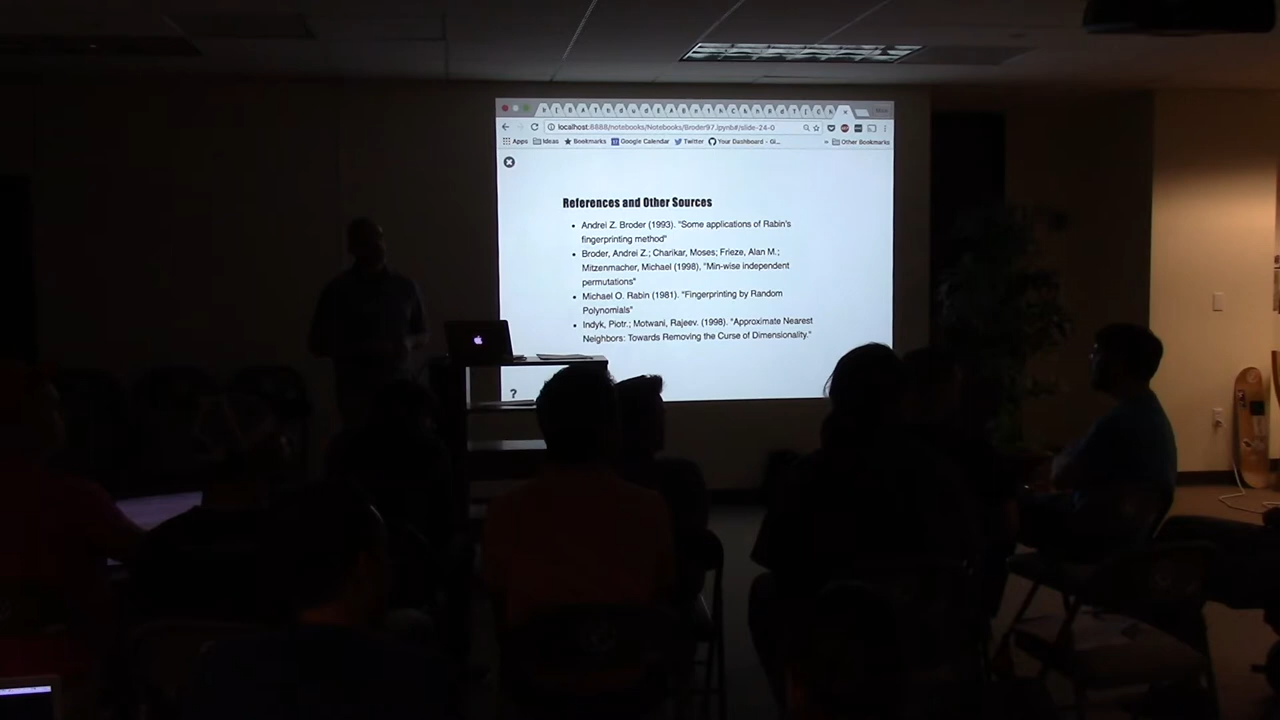 localhost:8888/notebooks/Notebooks/Broder97.ipynb#/slide-24-0
Apps Ideas Bookmarks Google Calendar Twitter Your Dashboard - Gi... » Other Bookmarks
References and Other Sources
• Andrei Z. Broder (1993). "Some applications of Rabin's
fingerprinting method"
• Broder, Andrei Z.; Charikar, Moses; Frieze, Alan M.;
Mitzenmacher, Michael (1998), "Min-wise independent
permutations"
• Michael O. Rabin (1981). "Fingerprinting by Random
Polynomials"
• Indyk, Piotr.; Motwani, Rajeev. (1998). "Approximate Nearest
Neighbors: Towards Removing the Curse of Dimensionality."
?